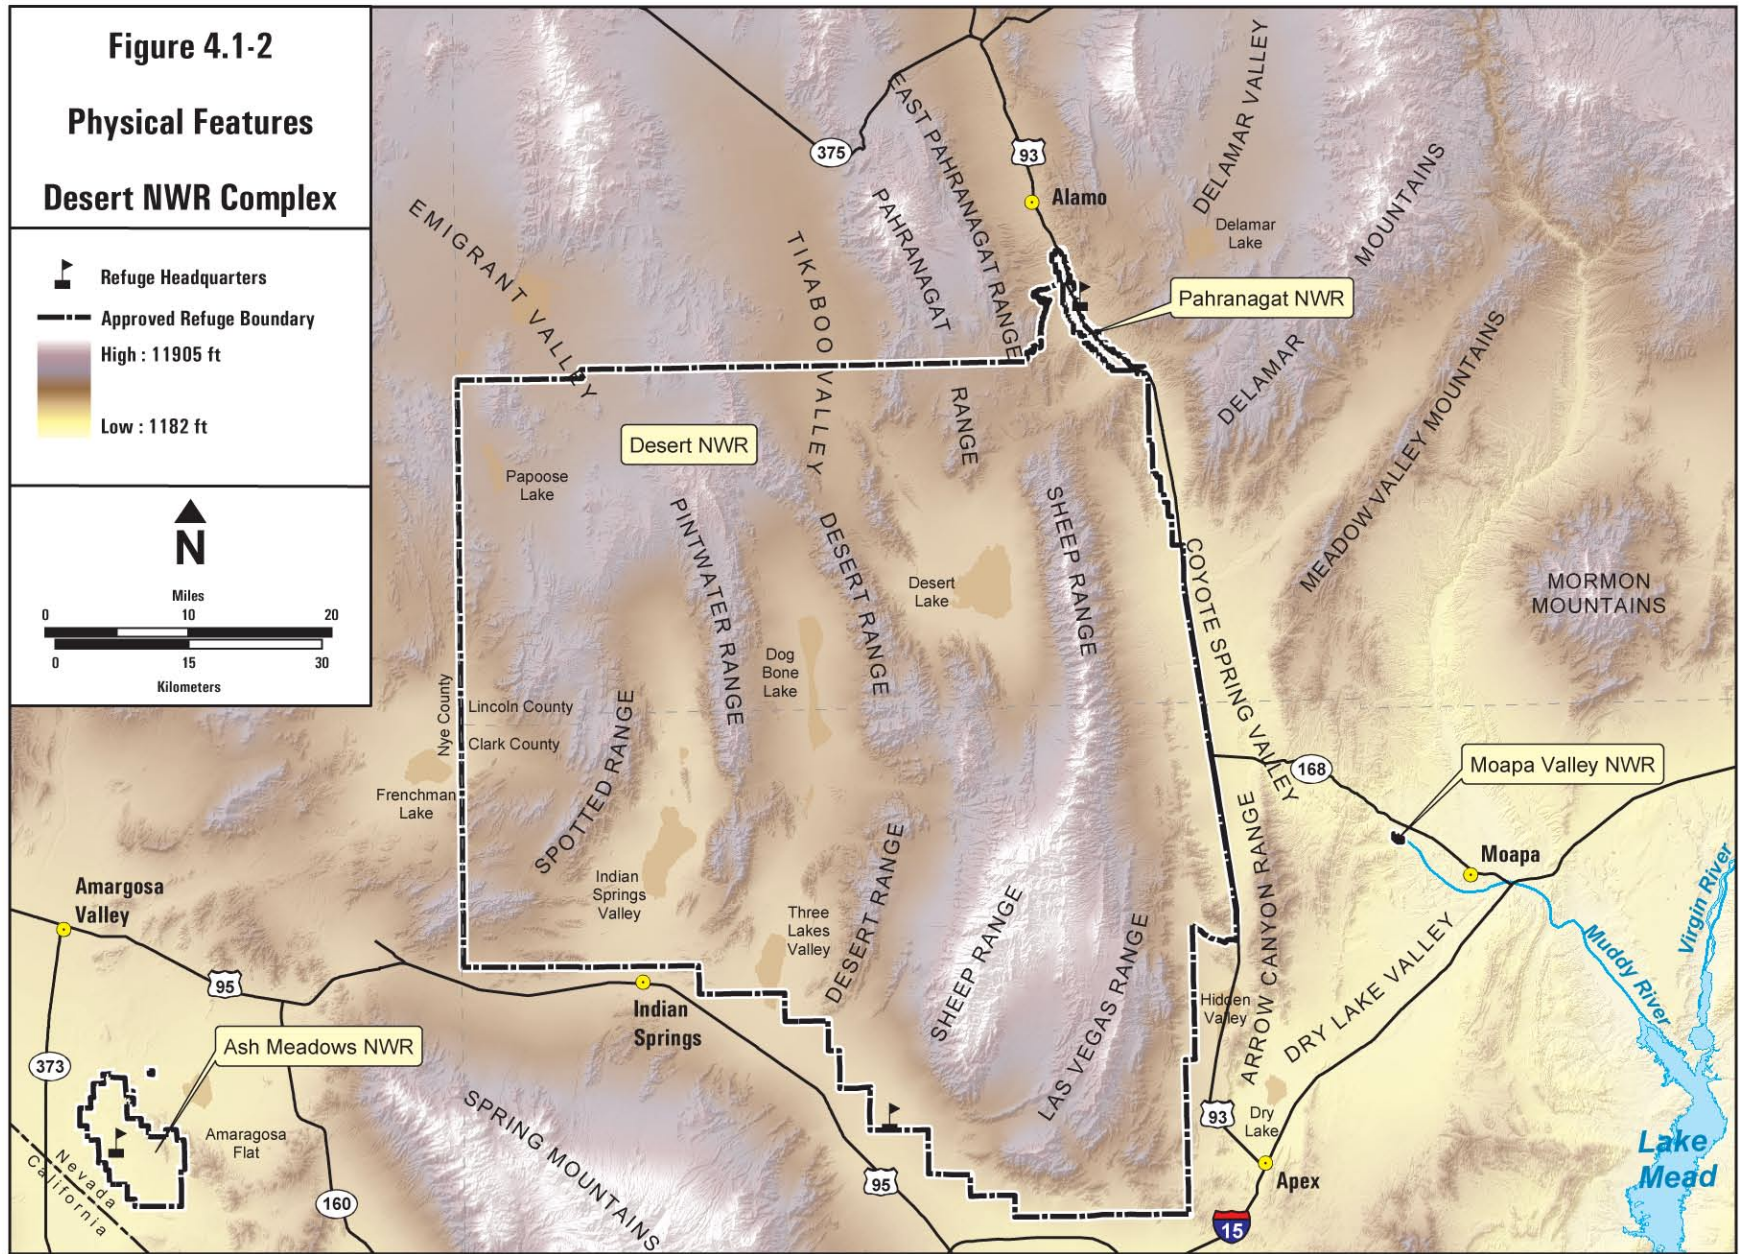 Figure 4.1-2
Physical Features
Desert NWR Complex
Refuge Headquarters
Approved Refuge Boundary
High : 11905 ft
Low : 1182 ft
N
Miles
0 10 20
0 15 30
Kilometers
375
93
EAST PAHRANAGAT RANGE
DELAMAR VALLEY
Alamo
PAHRANAGAT
RANGE
Delamar
Lake
MOUNTAINS
EMIGRANT VALLEY
TIKABOO VALLEY
Pahranagat NWR
DELAMAR
MEADOW VALLEY MOUNTAINS
Desert NWR
Papoose
Lake
PINTWATER RANGE
DESERT RANGE
Desert
Lake
SHEEP RANGE
COYOTE SPRING VALLEY
MORMON
MOUNTAINS
Dog
Bone
Lake
Nye County
Lincoln County
Clark County
SPOTTED RANGE
Frenchman
Lake
168
Moapa Valley NWR
Moapa
Virgin River
Muddy River
Amargosa
Valley
Indian
Springs
Valley
Three
Lakes
Valley
DESERT RANGE
SHEEP RANGE
LAS VEGAS RANGE
Hidden
Valley
ARROW CANYON RANGE
DRY LAKE VALLEY
95
Indian
Springs
Ash Meadows NWR
373
Amaragosa
Flat
Nevada
California
160
SPRING MOUNTAINS
95
93
Dry
Lake
Apex
15
Lake
Mead